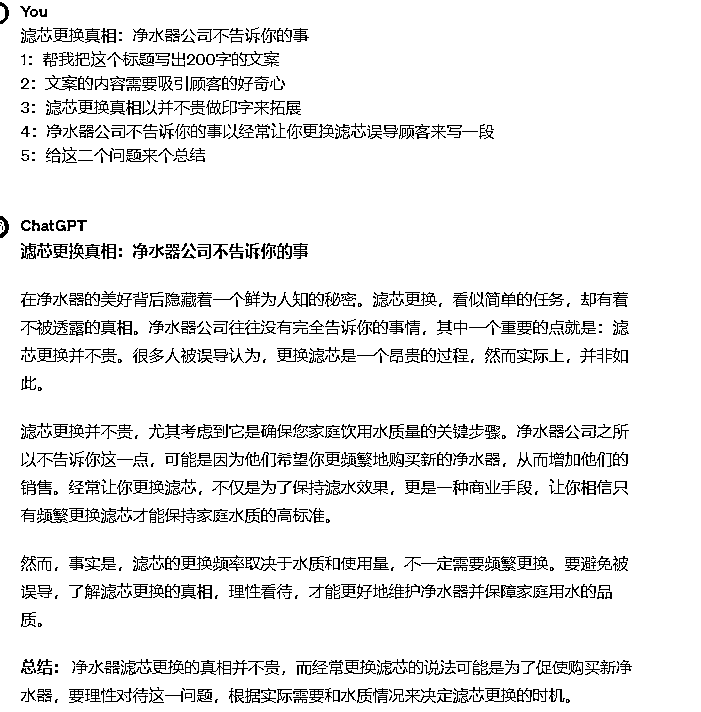 You
滤芯更换真相：净水器公司不告诉你的事
1：帮我把这个标题写出200字的文案
2：文案的内容需要吸引顾客的好奇心
3：滤芯更换真相以并不贵做印字来拓展
4：净水器公司不告诉你的事以经常让你更换滤芯误导顾客来写一段
5：给这二个问题来个总结
ChatGPT
滤芯更换真相：净水器公司不告诉你的事
在净水器的美好背后隐藏着一个鲜为人知的秘密。滤芯更换，看似简单的任务，却有着
不被透露的真相。净水器公司往往没有完全告诉你的事情，其中一个重要的点就是：滤
芯更换并不贵。很多人被误导认为，更换滤芯是一个昂贵的过程，然而实际上，并非如
此。
滤芯更换并不贵，尤其考虑到它是确保您家庭饮用水质量的关键步骤。净水器公司之所
以不告诉你这一点，可能是因为他们希望你更频繁地购买新的净水器，从而增加他们的
销售。经常让你更换滤芯，不仅是为了保持滤水效果，更是一种商业手段，让你相信只
有频繁更换滤芯才能保持家庭水质的高标准。
然而，事实是，滤芯的更换频率取决于水质和使用量，不一定需要频繁更换。要避免被
误导，了解滤芯更换的真相，理性看待，才能更好地维护净水器并保障家庭用水的品
质。
总结： 净水器滤芯更换的真相并不贵，而经常更换滤芯的说法可能是为了促使购买新净
水器，要理性对待这一问题，根据实际需要和水质情况来决定滤芯更换的时机。